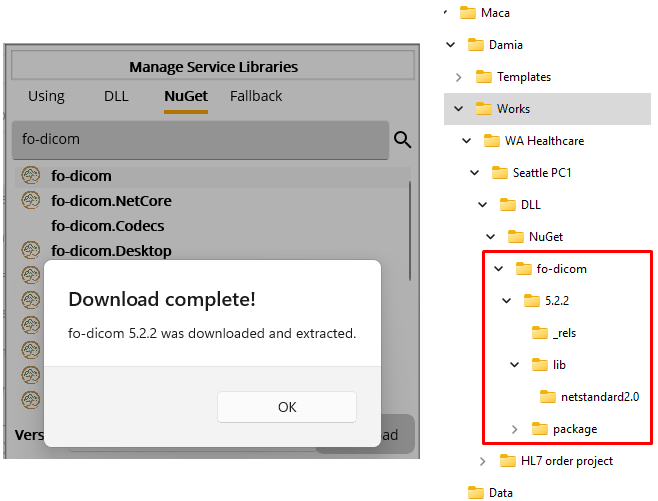 Manage Service Libraries
Using DLL NuGet Fallback
fo-dicom
fo-dicom
fo-dicom.NetCore
fo-dicom.Codecs
fo-dicom.Desktop
Download complete!
fo-dicom 5.2.2 was downloaded and extracted.
OK
Vers
ad
Maca
Damia
Templates
Works
WA Healthcare
Seattle PC1
DLL
NuGet
fo-dicom
5.2.2
_rels
lib
netstandard2.0
package
HL7 order project
Data